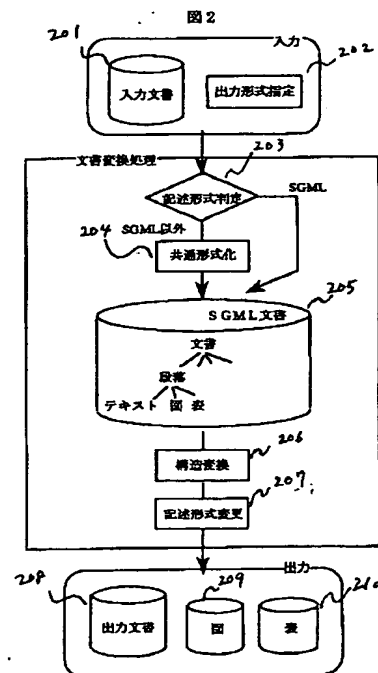 図2
201
入力
202
入力文書
出力形式指定
文書変換処理
203
記述形式判定
SGML
204
SGML以外
共通形式化
205
SGML文書
文書
段落
テキスト 図 表
206
構造変換
207
記述形式変更
出力
208
209
210
出力文書
図
表